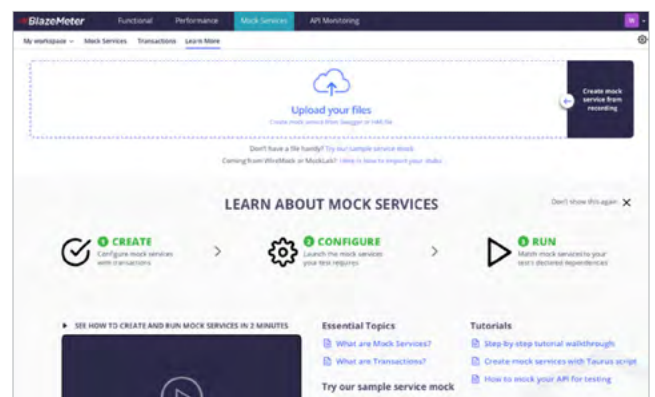 BlazeMeter Functional Performance Mock Services API Monitoring
My workspace Mock Services Transactions Learn More
Upload your files
Create mock service from Swagger or HAR file
Create mock
service from
recording
Don't have a file handy? Try our sample service mock
Coming from WireMock or MockLab? Here is how to import your stubs
LEARN ABOUT MOCK SERVICES
Don't show this again
1 CREATE
Configure mock services
with transactions
2 CONFIGURE
Launch the mock services
your test requires
3 RUN
Match mock services to your
test's declared dependencies
SEE HOW TO CREATE AND RUN MOCK SERVICES IN 2 MINUTES
Essential Topics
What are Mock Services?
What are Transactions?
Try our sample service mock
Tutorials
Step by step tutorial walkthrough
Create mock services with Taurus script
How to mock your API for testing